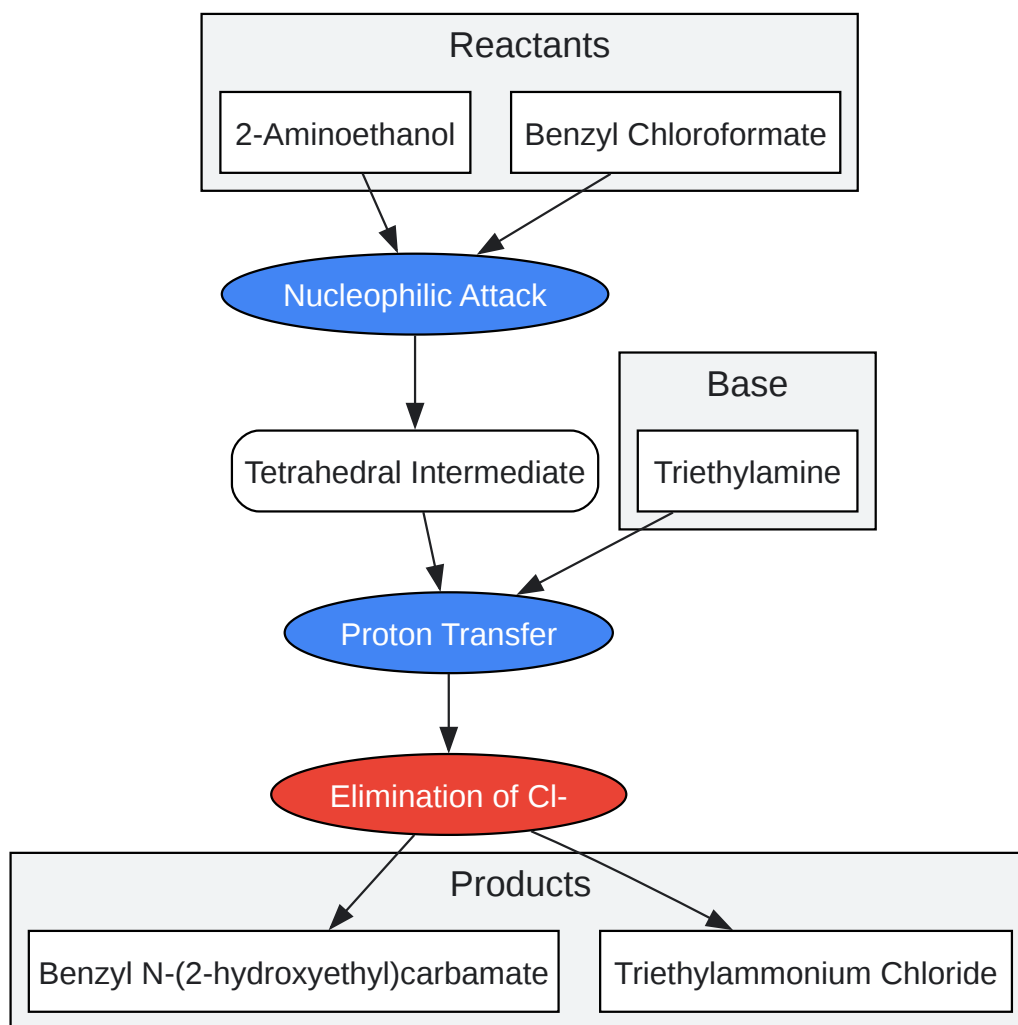 Reactants
2-Aminoethanol
Benzyl Chloroformate
Nucleophilic Attack
Base
Tetrahedral Intermediate
Triethylamine
Proton Transfer
Elimination of Cl-
Products
Benzyl N-(2-hydroxyethyl)carbamate
Triethylammonium Chloride